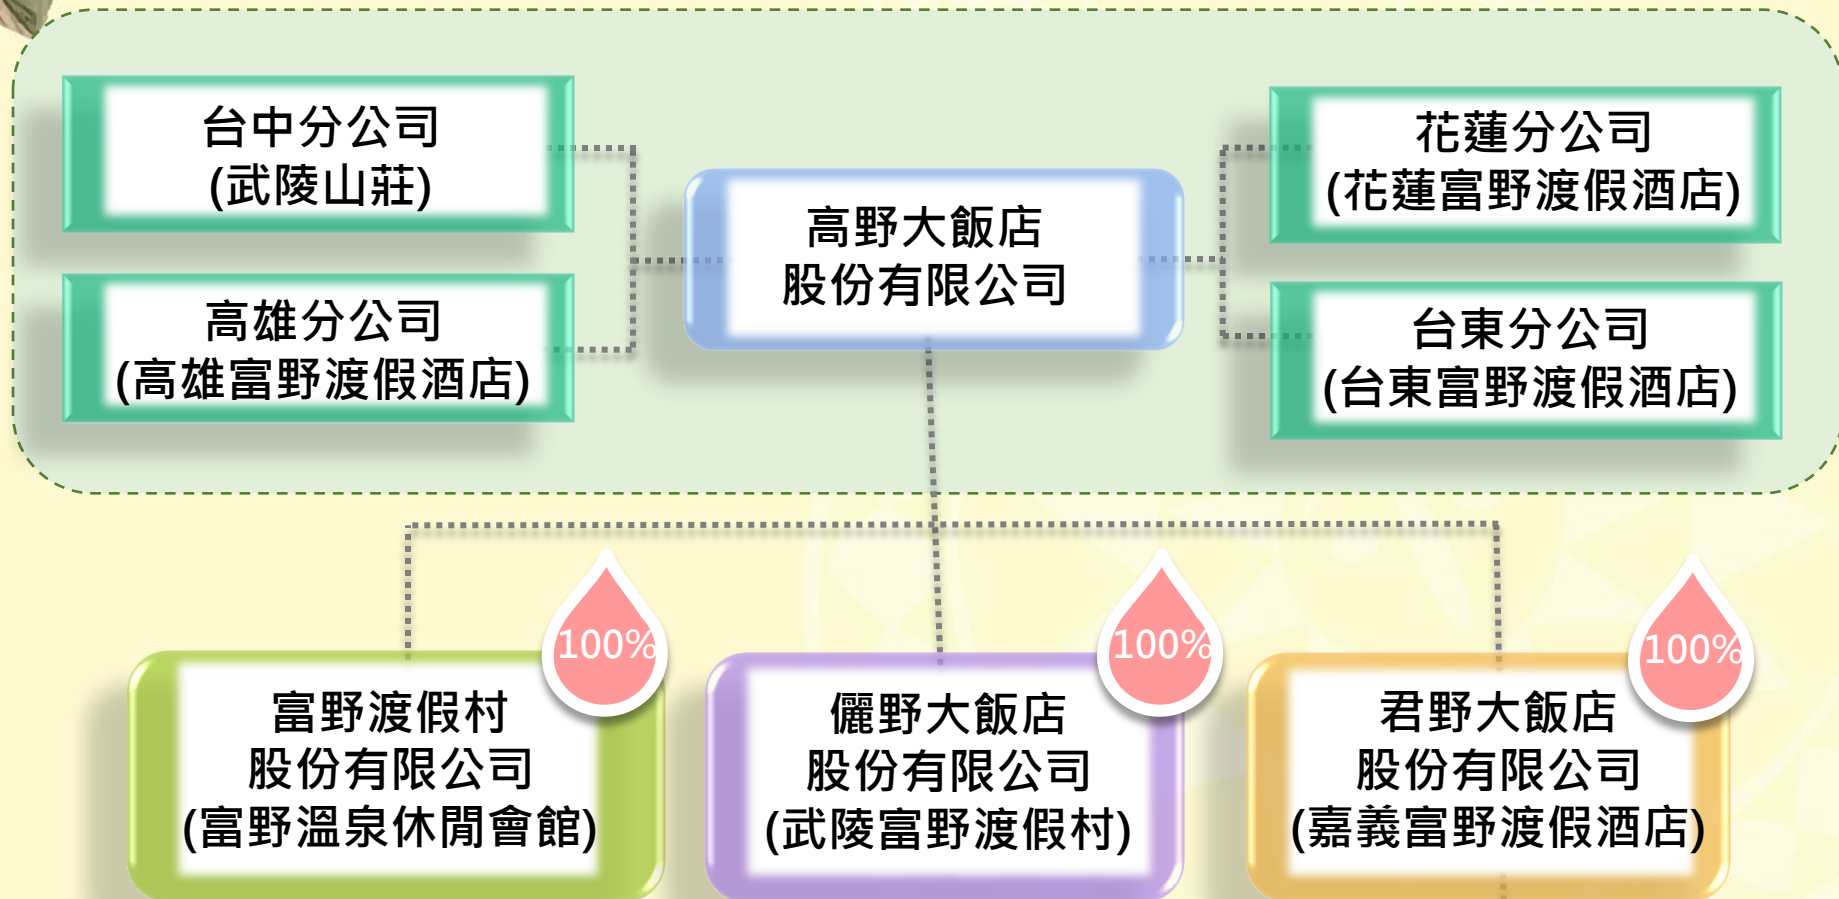 台中分公司
(武陵山莊)
花蓮分公司
(花蓮富野渡假酒店)
高野大飯店
股份有限公司
高雄分公司
(高雄富野渡假酒店)
台東分公司
(台東富野渡假酒店)
100%
100%
100%
富野渡假村
股份有限公司
(富野溫泉休閒會館)
儷野大飯店
股份有限公司
(武陵富野渡假村)
君野大飯店
股份有限公司
(嘉義富野渡假酒店)